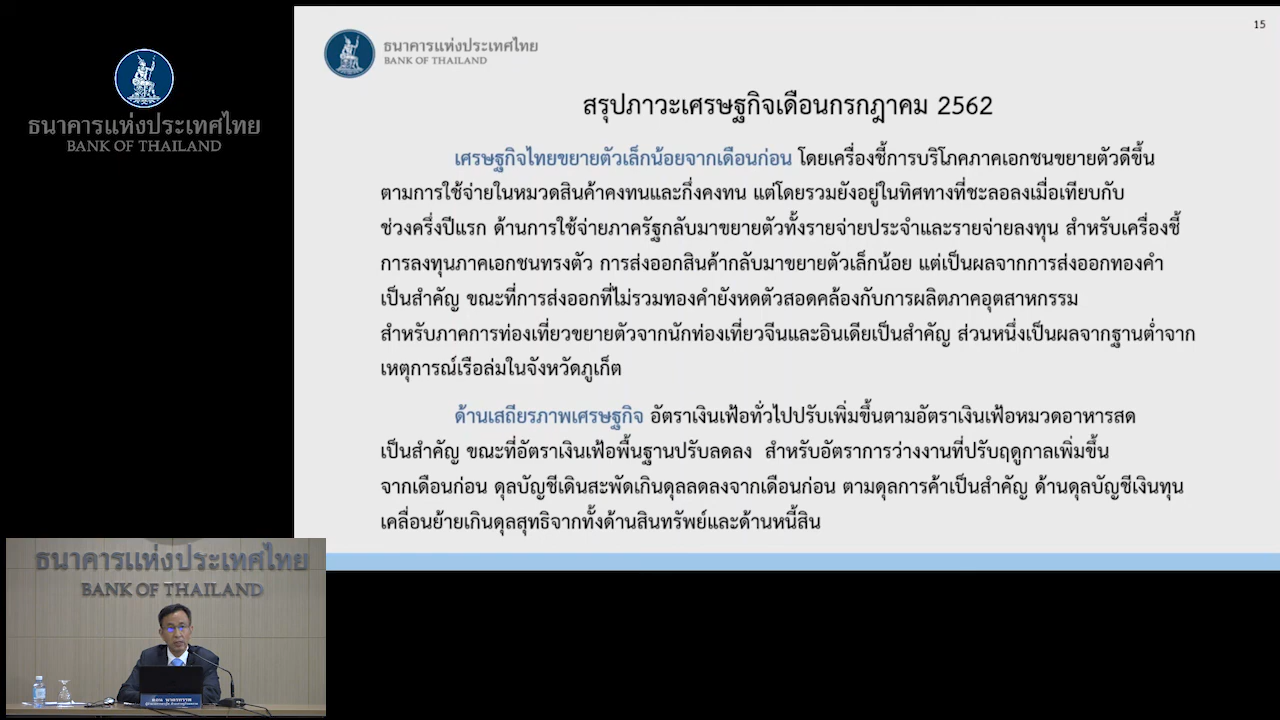 15
ธนาคารแห่งประเทศไทย
BANK OF THAILAND
ธนาคารแห่งประเทศไทย
BANK OF THAILAND
สรุปภาวะเศรษฐกิจเดือนกรกฎาคม 2562
เศรษฐกิจไทยขยายตัวเล็กน้อยจากเดือนก่อน โดยเครื่องชี้การบริโภคภาคเอกชนขยายตัวดีขึ้น
ตามการใช้จ่ายในหมวดสินค้าคงทนและกึ่งคงทน แต่โดยรวมยังอยู่ในทิศทางที่ชะลอลงเมื่อเทียบกับ
ช่วงครึ่งปีแรก ด้านการใช้จ่ายภาครัฐกลับมาขยายตัวทั้งรายจ่ายประจำและรายจ่ายลงทุน สำหรับเครื่องชี้
การลงทุนภาคเอกชนทรงตัว การส่งออกสินค้ากลับมาขยายตัวเล็กน้อย แต่เป็นผลจากการส่งออกทองคำ
เป็นสำคัญ ขณะที่การส่งออกที่ไม่รวมทองคำยังหดตัวสอดคล้องกับการผลิตภาคอุตสาหกรรม
สำหรับภาคการท่องเที่ยวขยายตัวจากนักท่องเที่ยวจีนและอินเดียเป็นสำคัญ ส่วนหนึ่งเป็นผลจากฐานต่ำจาก
เหตุการณ์เรือล่มในจังหวัดภูเก็ต
ด้านเสถียรภาพเศรษฐกิจ อัตราเงินเฟ้อทั่วไปปรับเพิ่มขึ้นตามอัตราเงินเฟ้อหมวดอาหารสด
เป็นสำคัญ ขณะที่อัตราเงินเฟ้อพื้นฐานปรับลดลง สำหรับอัตราการว่างงานที่ปรับฤดูกาลเพิ่มขึ้น
จากเดือนก่อน ดุลบัญชีเดินสะพัดเกินดุลลดลงจากเดือนก่อน ตามดุลการค้าเป็นสำคัญ ด้านดุลบัญชีเงินทุน
เคลื่อนย้ายเกินดุลสุทธิจากทั้งด้านสินทรัพย์และด้านหนี้สิน
ธนาคารแห่งประเทศไทย
BANK OF THAILAND